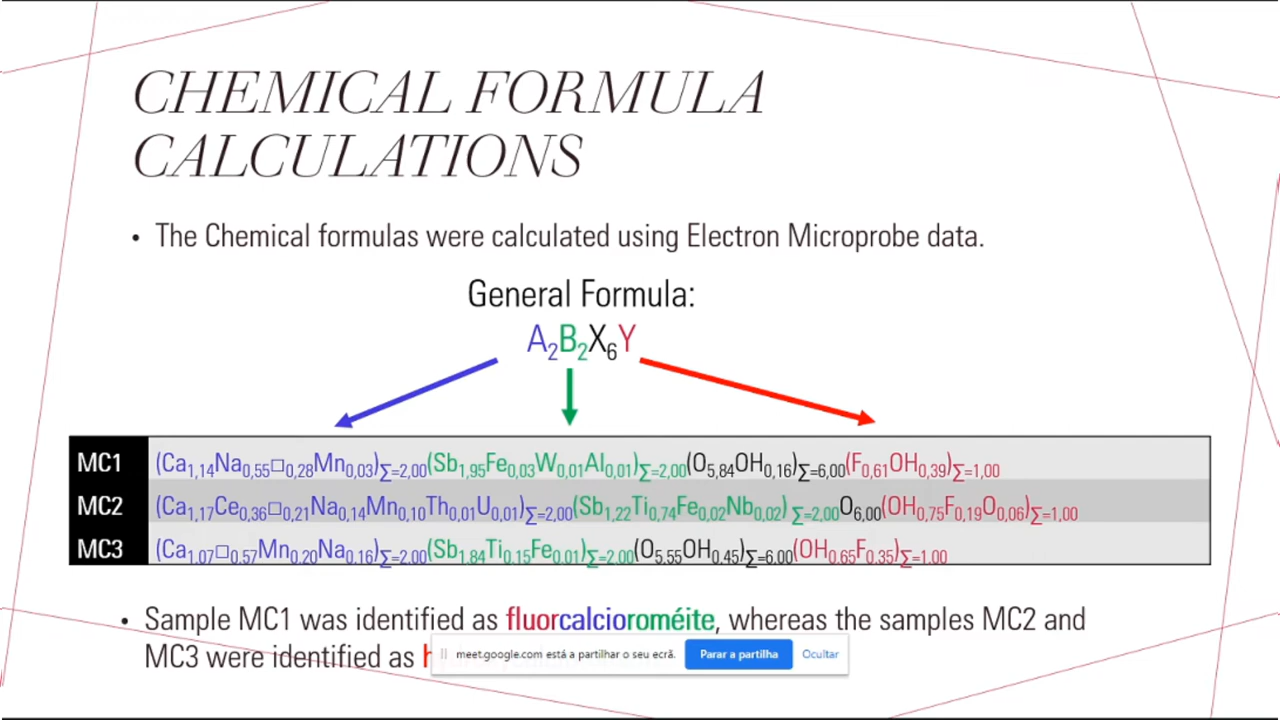 CHEMICAL FORMULA
CALCULATIONS
• The Chemical formulas were calculated using Electron Microprobe data.
General Formula:
A2B2X6Y
MC1 (Ca1,14Na0,55□0,28Mn0,03)Σ=2,00(Sb1,95Fe0,03W0,01Al0,01)Σ=2,00(O5,84OH0,16)Σ=6,00(F0,61OH0,39)Σ=1,00
MC2 (Ca1,17Ce0,36□0,21Na0,14Mn0,10Th0,01U0,01)Σ=2,00(Sb1,22Ti0,74Fe0,02Nb0,02)Σ=2,00O6,00(OH0,75F0,19O0,06)Σ=1,00
MC3 (Ca1.07□0.57Mn0.20Na0.16)Σ=2.00(Sb1.84Ti0.15Fe0.01)Σ=2.00(O5.55OH0.45)Σ=6.00(OH0.65F0.35)Σ=1.00
• Sample MC1 was identified as fluorcalcioroméite, whereas the samples MC2 and
MC3 were identified as
meet.google.com está a partilhar o seu ecrã. Parar a partilha Ocultar